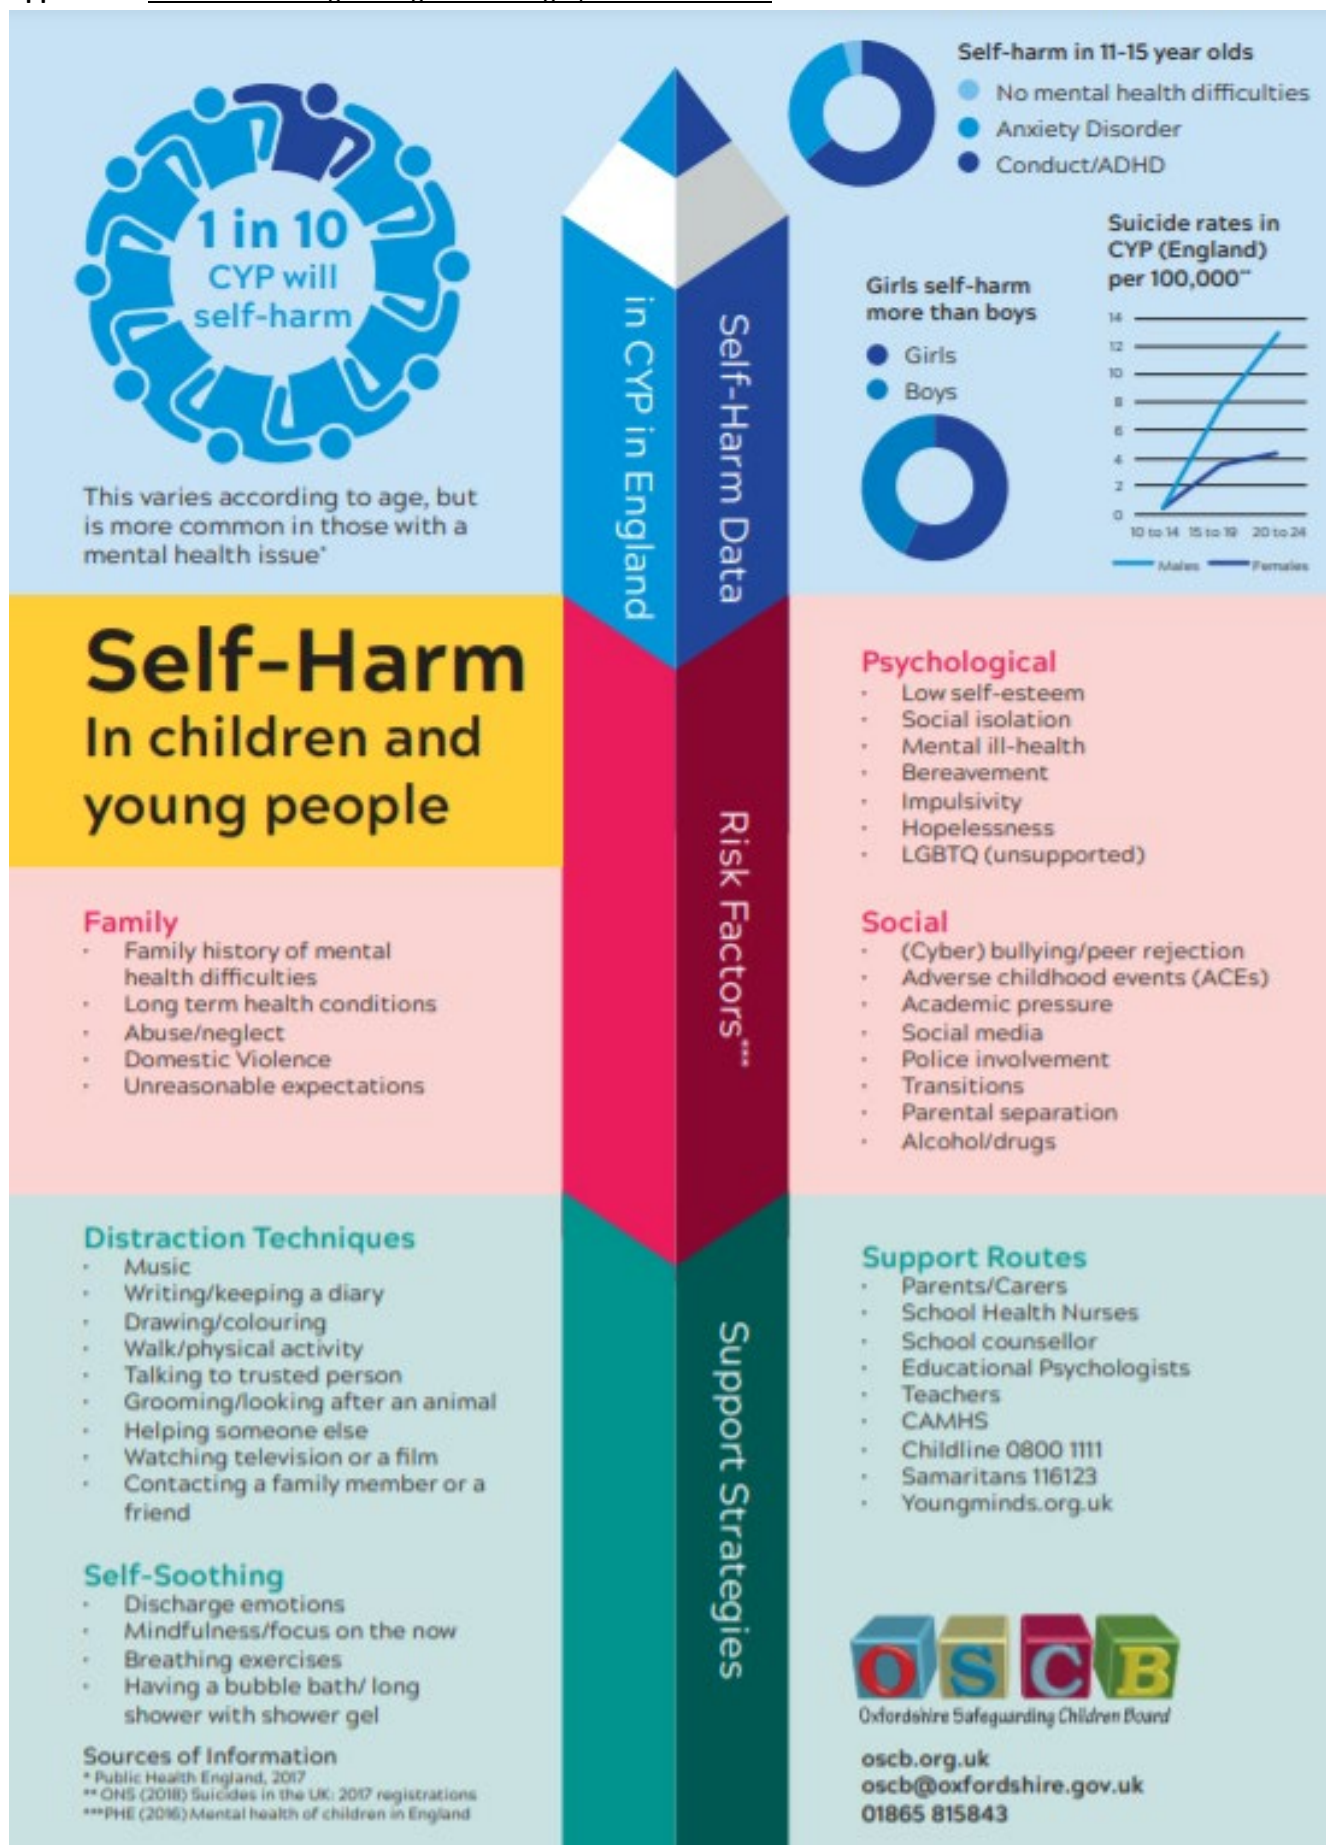 1 in 10
CYP will
self-harm
This varies according to age, but
is more common in those with a
mental health issue*
in CYP in England
Self-Harm Data
Self-harm in 11-15 year olds
No mental health difficulties
Anxiety Disorder
Conduct/ADHD
Girls self-harm
more than boys
Girls
Boys
Suicide rates in
CYP (England)
per 100,000**
14
12
10
8
6
4
2
0
10 to 14 15 to 19 20 to 24
Males Females
Self-Harm
In children and
young people
Risk Factors***
Psychological
· Low self-esteem
· Social isolation
· Mental ill-health
· Bereavement
· Impulsivity
· Hopelessness
· LGBTQ (unsupported)
Family
· Family history of mental
health difficulties
· Long term health conditions
· Abuse/neglect
· Domestic Violence
· Unreasonable expectations
Social
· (Cyber) bullying/peer rejection
· Adverse childhood events (ACEs)
· Academic pressure
· Social media
· Police involvement
· Transitions
· Parental separation
· Alcohol/drugs
Support Strategies
Distraction Techniques
· Music
· Writing/keeping a diary
· Drawing/colouring
· Walk/physical activity
· Talking to trusted person
· Grooming/looking after an animal
· Helping someone else
· Watching television or a film
· Contacting a family member or a
friend
Self-Soothing
· Discharge emotions
· Mindfulness/focus on the now
· Breathing exercises
· Having a bubble bath/ long
shower with shower gel
Sources of Information
* Public Health England, 2017
** ONS (2018) Suicides in the UK: 2017 registrations
***PHE (2016) Mental health of children in England
Support Routes
· Parents/Carers
· School Health Nurses
· School counsellor
· Educational Psychologists
· Teachers
· CAMHS
· Childline 0800 1111
· Samaritans 116123
· Youngminds.org.uk
OSCB
Oxfordshire Safeguarding Children Board
oscb.org.uk
oscb@oxfordshire.gov.uk
01865 815843